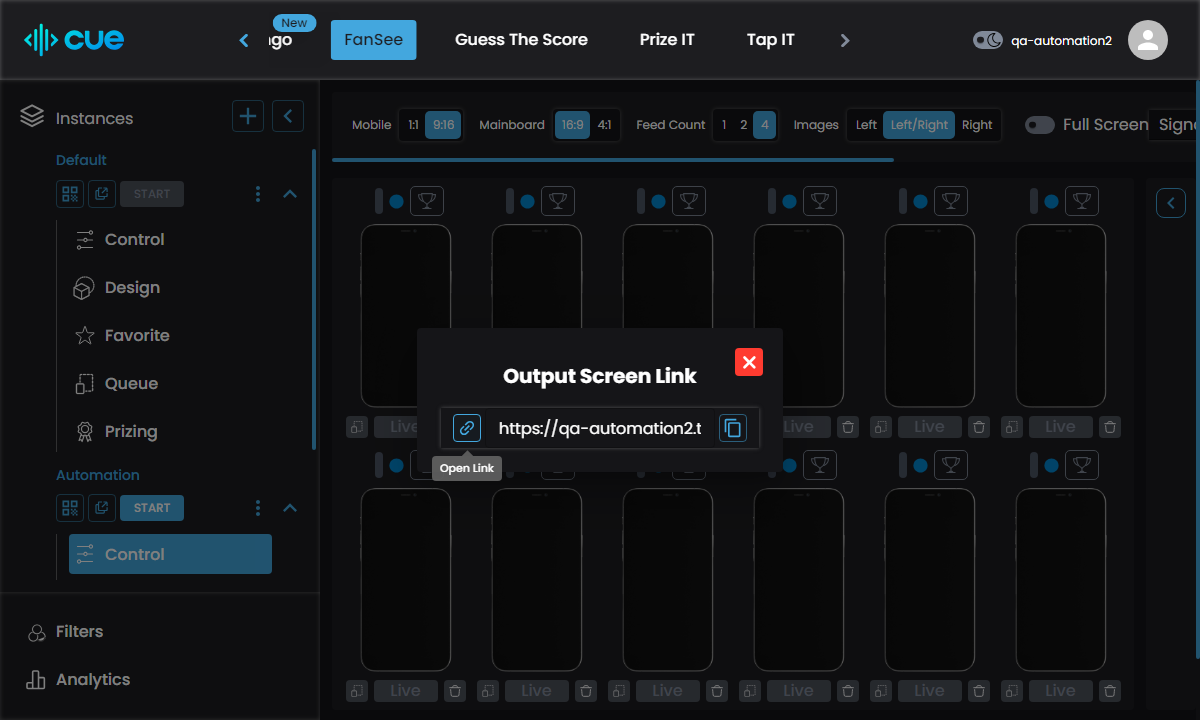 cue
New
ngo
FanSee
Guess The Score
Prize IT
Tap IT
qa-automation2
Instances
Mobile
1:1
9:16
Mainboard
16:9
4:1
Feed Count
1
2
4
Images
Left
Left/Right
Right
Full Screen
Signa
Default
START
Control
Design
Favorite
Queue
Prizing
Automation
START
Control
Filters
Analytics
Output Screen Link
https://qa-automation2.t
Open Link
Live
Live
Live
Live
Live
Live
Live
Live
Live
Live